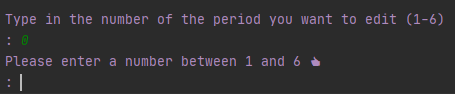 Type in the number of the period you want to edit (1-6)
: 0
Please enter a number between 1 and 6 👆
: